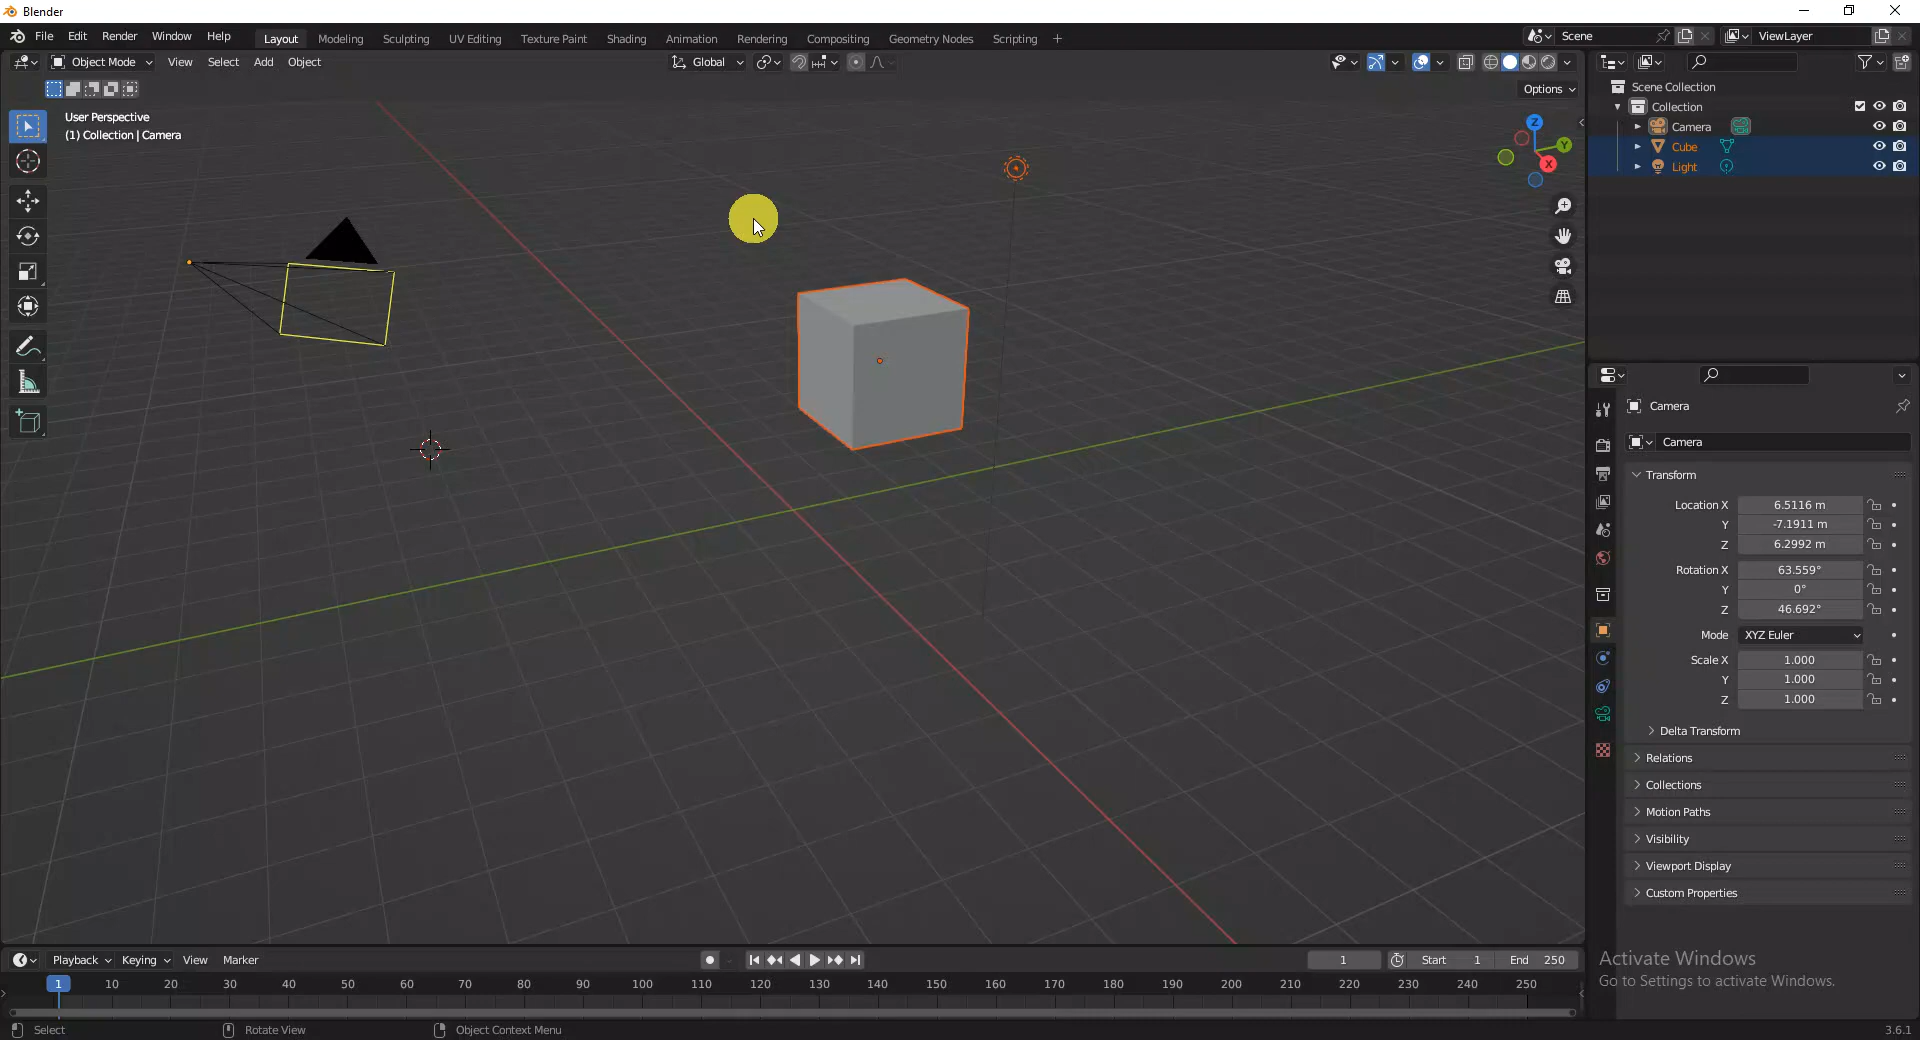 Blender
File Edit Render Window Help Layout Modeling Sculpting UV Editing Texture Paint Shading Animation Rendering Compositing Geometry Nodes Scripting + Scene ViewLayer
Object Mode View Select Add Object Global
Options
User Perspective
(1) Collection | Camera
Z
Y
X
Scene Collection
Collection
Camera
Cube
Light
Camera
Camera
Transform
Location X 6.5116 m
Y -7.1911 m
Z 6.2992 m
Rotation X 63.559°
Y 0°
Z 46.692°
Mode XYZ Euler
Scale X 1.000
Y 1.000
Z 1.000
Delta Transform
Relations
Collections
Motion Paths
Visibility
Viewport Display
Custom Properties
Activate Windows
Go to Settings to activate Windows.
Playback Keying View Marker 1 Start 1 End 250
1 10 20 30 40 50 60 70 80 90 100 110 120 130 140 150 160 170 180 190 200 210 220 230 240 250
Select Rotate View Object Context Menu 3.6.1